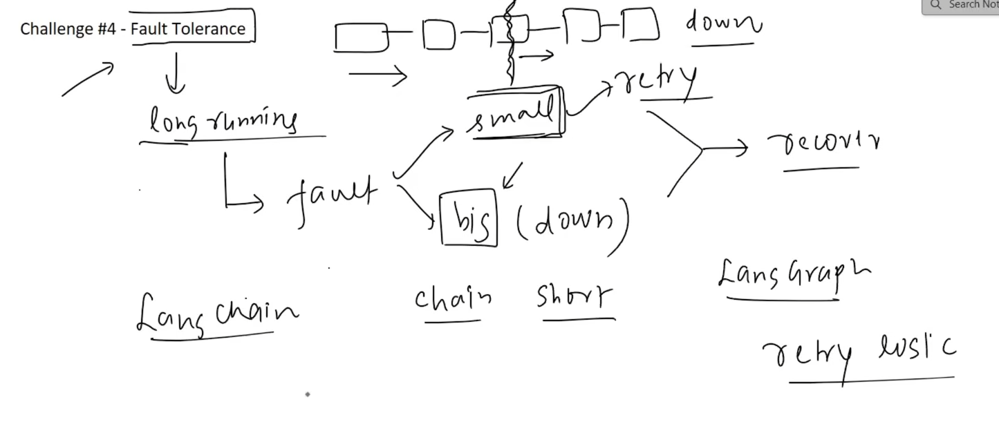 Search Not
Challenge #4 - Fault Tolerance
down
retry
small
long running
recover
fault
big (down)
LangGraph
LangChain
chain short
retry logic